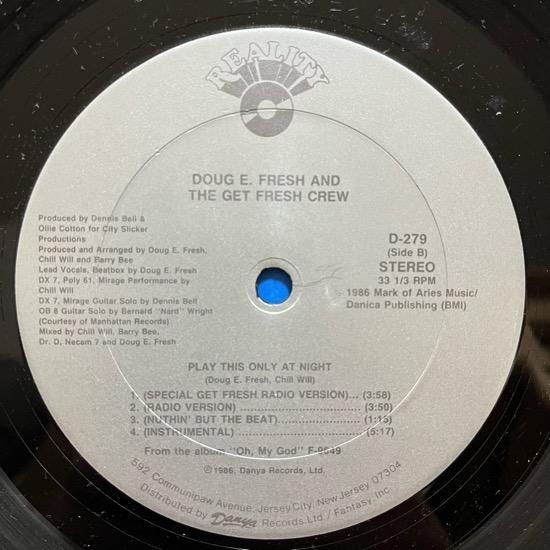 REALITY
DOUG E. FRESH AND
THE GET FRESH CREW
Produced by Dennis Bell &
Ollie Cotton for City Slicker
Productions
Produced and Arranged by Doug E. Fresh,
Chill Will and Barry Bee
Lead Vocals, Beatbox by Doug E. Fresh
DX 7, Poly 61, Mirage Performance by
Chill Will
DX 7, Mirage Guitar Solo by Dennis Bell
OB 8 Guitar Solo by Bernard "Nard" Wright
(Courtesy of Manhattan Records)
Mixed by Chill Will, Barry Bee,
Dr. D, Necam 7 and Doug E. Fresh
D-279
(Side B)
STEREO
33 1/3 RPM
1986 Mark of Aries Music/
Danica Publishing (BMI)
PLAY THIS ONLY AT NIGHT
(Doug E. Fresh, Chill Will)
1. (SPECIAL GET FRESH RADIO VERSION)... (3:58)
2. (RADIO VERSION) ................................ (3:50)
3. (NUTHIN' BUT THE BEAT) .................... (1:15)
4. (INSTRUMENTAL) ................................ (5:17)
From the album "Oh, My God" F-9649
©1986, Danya Records, Ltd.
592 Communipaw Avenue, Jersey City, New Jersey 07304
Distributed by Danya Records Ltd / Fantasy, Inc.